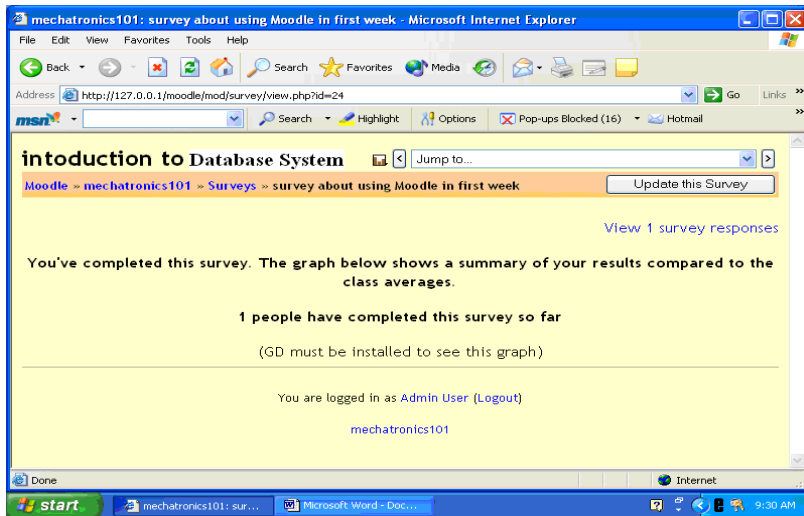 mechatronics101: survey about using Moodle in first week - Microsoft Internet Explorer
File Edit View Favorites Tools Help
Back Search Favorites Media
Address http://127.0.0.1/moodle/mod/survey/view.php?id=24 Go Links »
msn Search Highlight Options Pop-ups Blocked (16) Hotmail »
intoduction to Database System Jump to...
Moodle » mechatronics101 » Surveys » survey about using Moodle in first week Update this Survey
View 1 survey responses
You've completed this survey. The graph below shows a summary of your results compared to the
class averages.
1 people have completed this survey so far
(GD must be installed to see this graph)
You are logged in as Admin User (Logout)
mechatronics101
Done Internet
start mechatronics101: sur... Microsoft Word - Doc... 9:30 AM